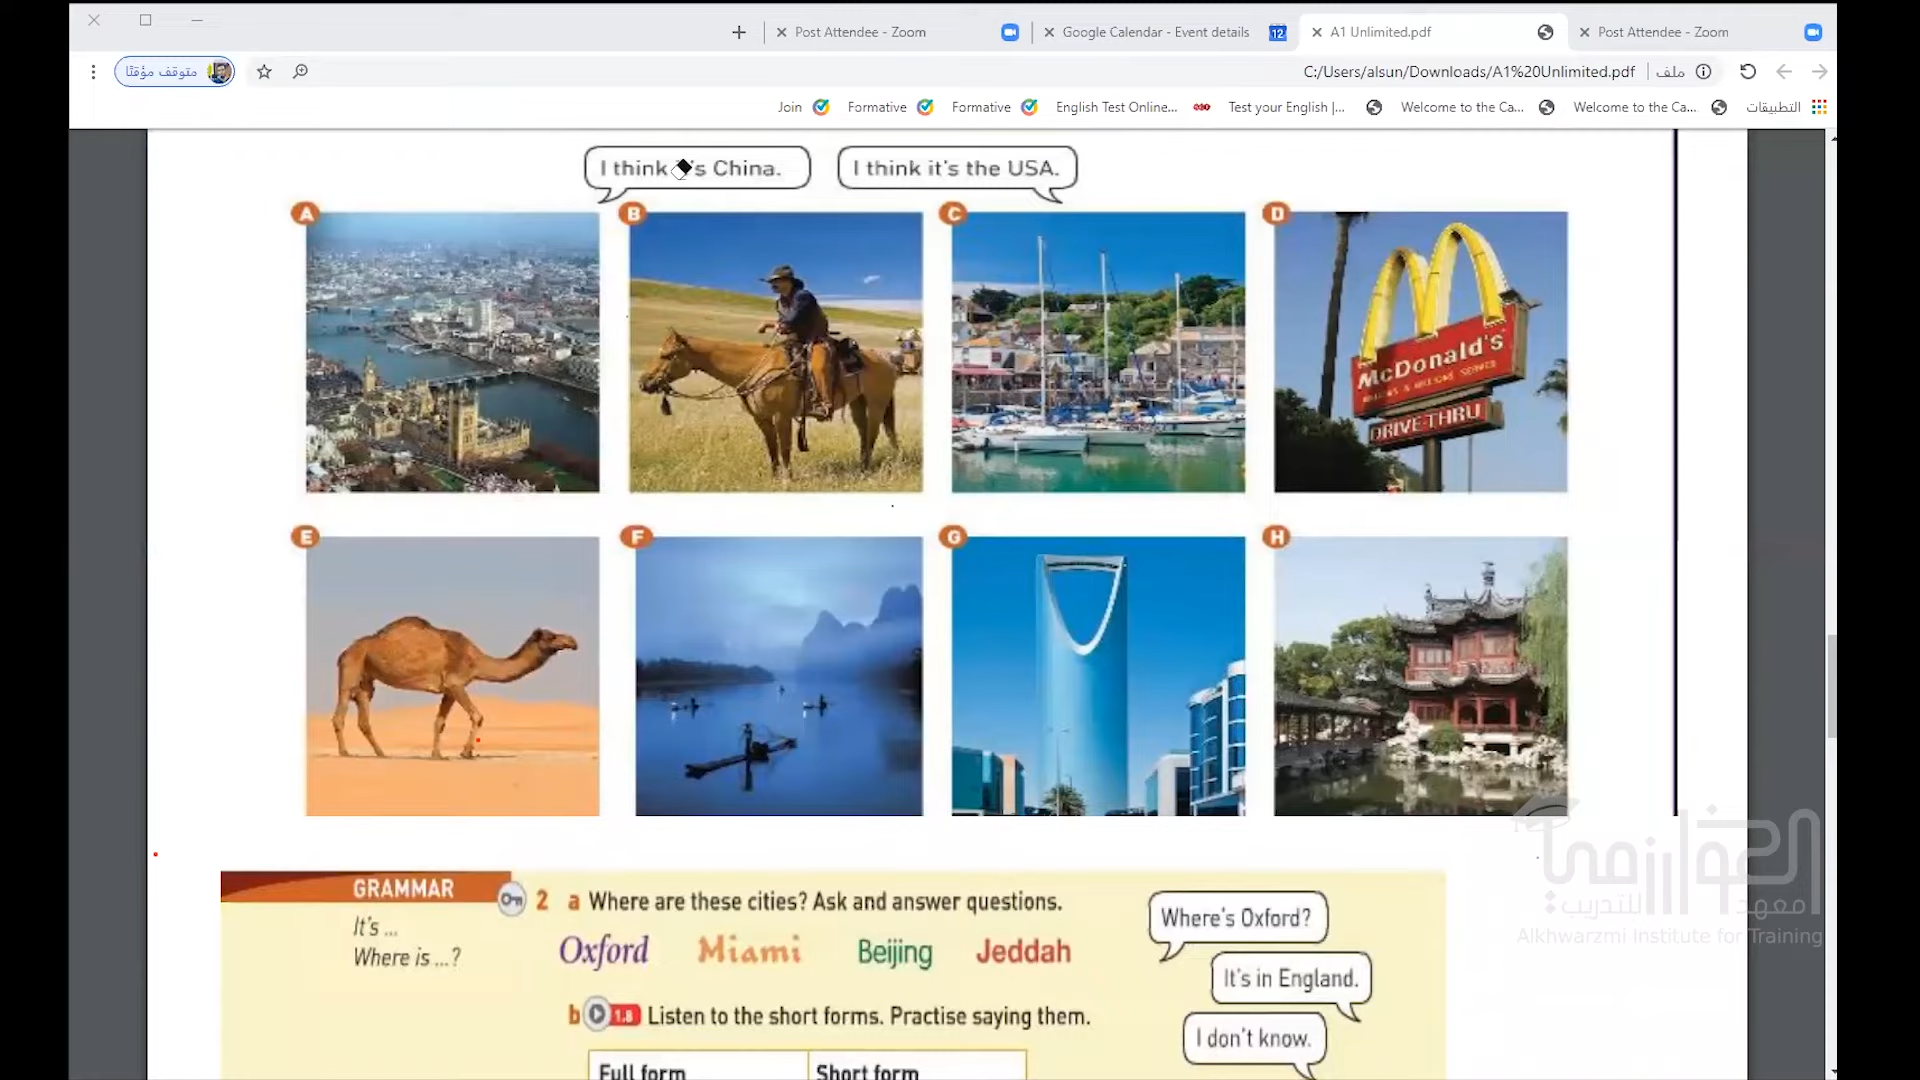 Post Attendee - Zoom
Google Calendar - Event details
12
A1 Unlimited.pdf
Post Attendee - Zoom
متوقف مؤقتًا
C:/Users/alsun/Downloads/A1%20Unlimited.pdf
ملف
Join
Formative
Formative
English Test Online...
Test your English |...
Welcome to the Ca...
Welcome to the Ca...
التطبيقات
I think 's China.
I think it's the USA.
A
B
C
D
McDonald's
DRIVE-THRU
E
F
G
H
الخوارزمي
معهد للتدريب
Alkhwarzmi Institute for Training
GRAMMAR
It's ...
Where is ...?
2 a Where are these cities? Ask and answer questions.
Oxford Miami Beijing Jeddah
Where's Oxford?
It's in England.
I don't know.
b 1.8 Listen to the short forms. Practise saying them.
Full form
Short form